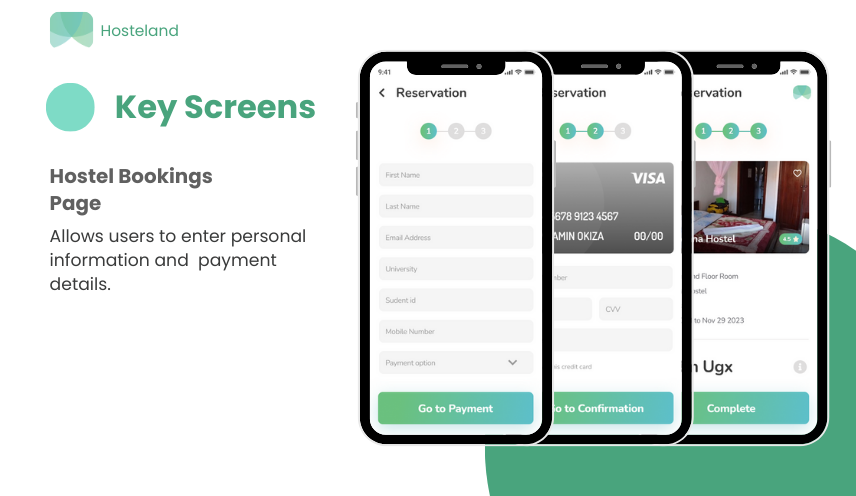 Hosteland
Key Screens
Hostel Bookings
Page
Allows users to enter personal
information and payment
details.
9:41
Reservation
1 2 3
First Name
Last Name
Email Address
University
Sudent id
Mobile Number
Payment option
Go to Payment
servation
1 2 3
VISA
678 9123 4567
AMIN OKIZA 00/00
mber
CVV
his credit card
o to Confirmation
ervation
1 2 3
na Hostel
4.5
nd Floor Room
ostel
to Nov 29 2023
n Ugx
Complete